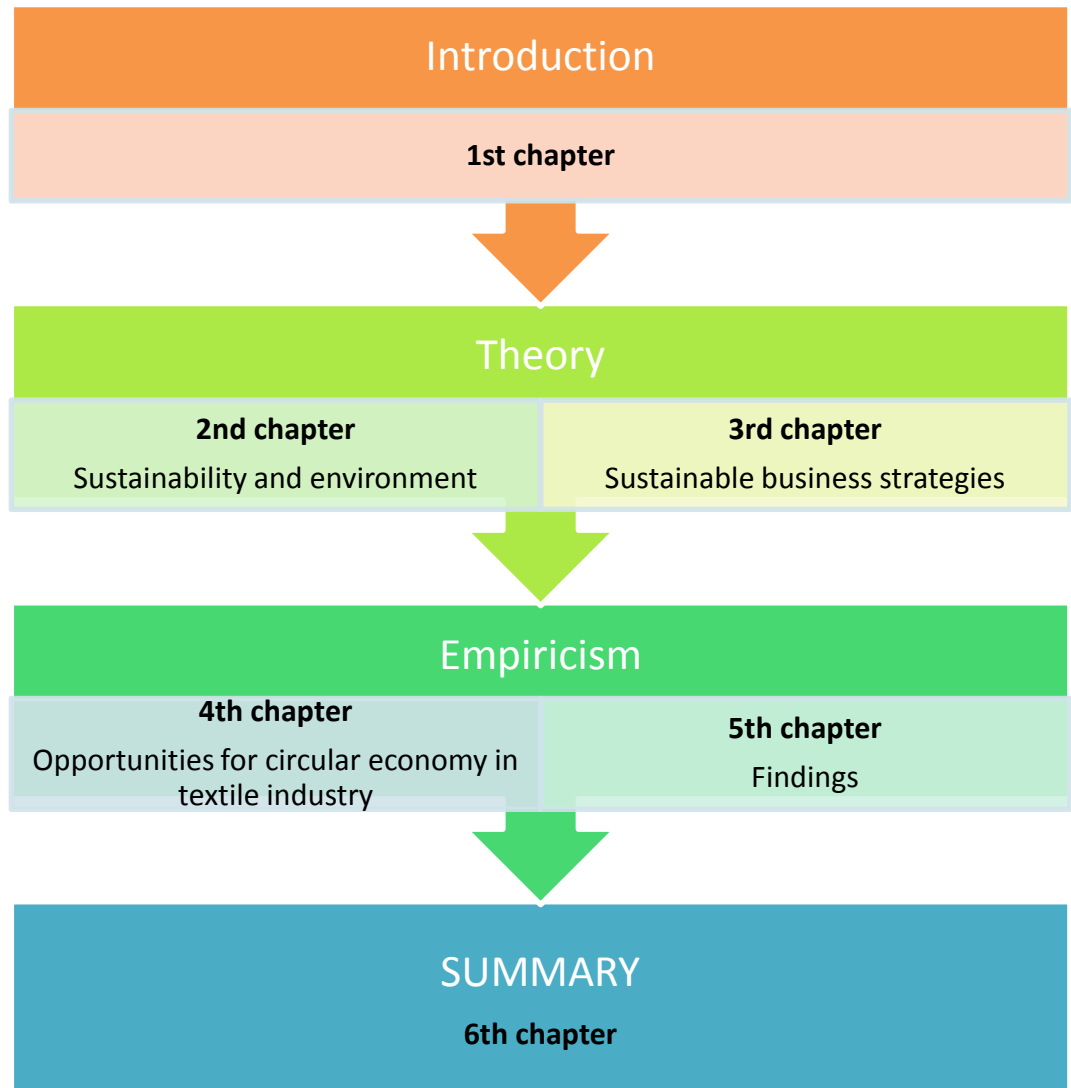 Introduction
1st chapter
Theory
2nd chapter
Sustainability and environment
3rd chapter
Sustainable business strategies
Empiricism
4th chapter
Opportunities for circular economy in
textile industry
5th chapter
Findings
SUMMARY
6th chapter